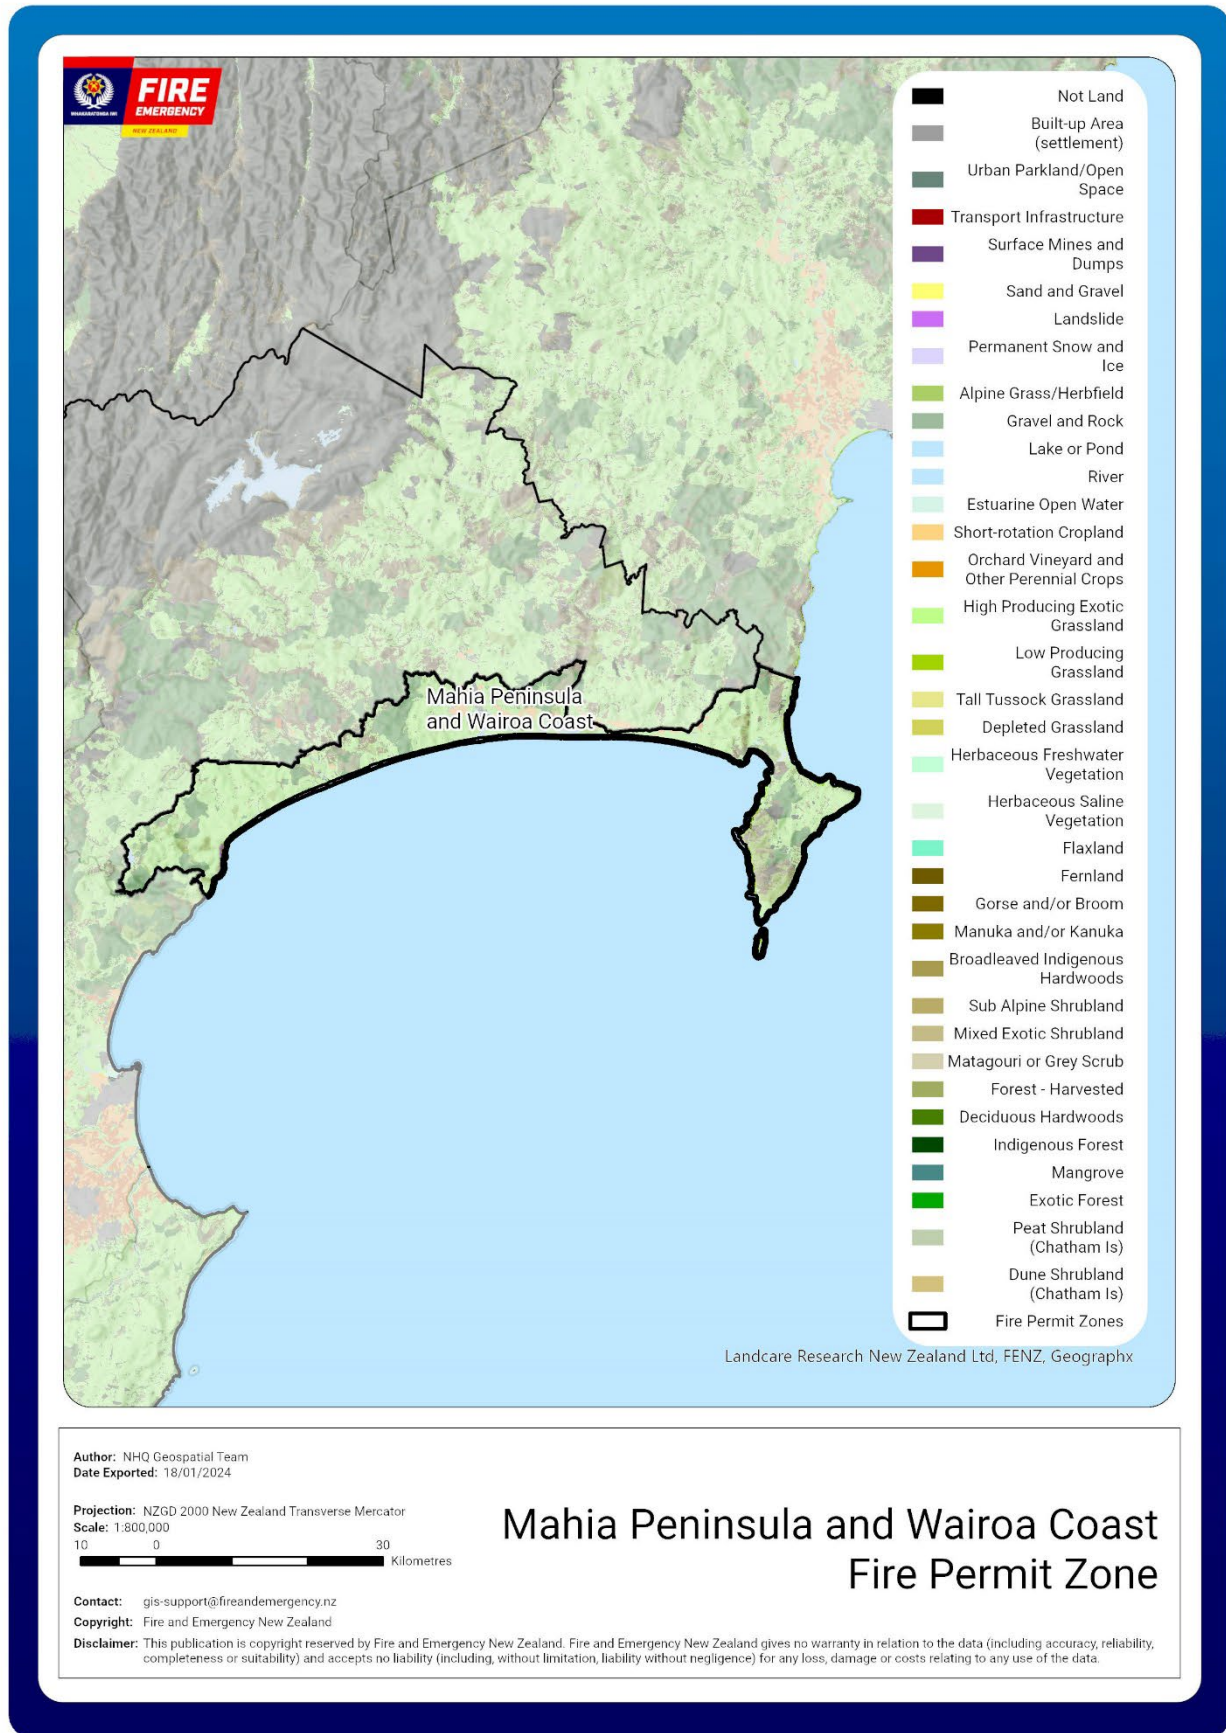 FIRE
EMERGENCY
WHAKARATONGA IWI
NEW ZEALAND
Not Land
Built-up Area
(settlement)
Urban Parkland/Open
Space
Transport Infrastructure
Surface Mines and
Dumps
Sand and Gravel
Landslide
Permanent Snow and
Ice
Alpine Grass/Herbfield
Gravel and Rock
Lake or Pond
River
Estuarine Open Water
Short-rotation Cropland
Orchard Vineyard and
Other Perennial Crops
High Producing Exotic
Grassland
Low Producing
Grassland
Tall Tussock Grassland
Depleted Grassland
Herbaceous Freshwater
Vegetation
Herbaceous Saline
Vegetation
Flaxland
Fernland
Gorse and/or Broom
Manuka and/or Kanuka
Broadleaved Indigenous
Hardwoods
Sub Alpine Shrubland
Mixed Exotic Shrubland
Matagouri or Grey Scrub
Forest - Harvested
Deciduous Hardwoods
Indigenous Forest
Mangrove
Exotic Forest
Peat Shrubland
(Chatham Is)
Dune Shrubland
(Chatham Is)
Fire Permit Zones
Mahia Peninsula
and Wairoa Coast
Landcare Research New Zealand Ltd, FENZ, Geographx
Author: NHQ Geospatial Team
Date Exported: 18/01/2024
Projection: NZGD 2000 New Zealand Transverse Mercator
Scale: 1:800,000
10 0 30
Kilometres
Contact: gis-support@fireandemergency.nz
Copyright: Fire and Emergency New Zealand
Disclaimer: This publication is copyright reserved by Fire and Emergency New Zealand. Fire and Emergency New Zealand gives no warranty in relation to the data (including accuracy, reliability,
completeness or suitability) and accepts no liability (including, without limitation, liability without negligence) for any loss, damage or costs relating to any use of the data.
Mahia Peninsula and Wairoa Coast
Fire Permit Zone